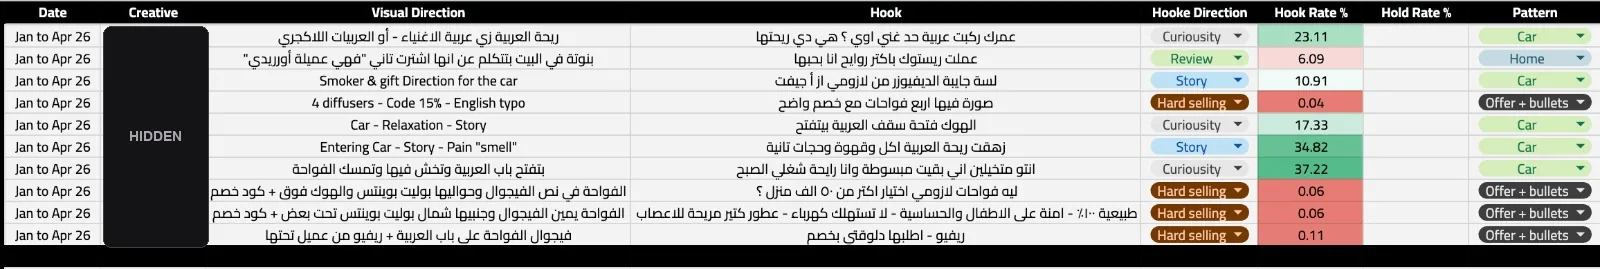 Date Creative Visual Direction Hook Hooke Direction Hook Rate % Hold Rate % Pattern
Jan to Apr 26 ريحة العربية زي عربية الاغنياء - أو العربيات اللاكجري عمرك ركبت عربية حد غني اوي ؟ هي دي ريحتها Curiousity 23.11 Car
Jan to Apr 26 بنوتة في البيت بتتكلم عن انها اشترت تاني "فهي عميلة أورريدي" عملت ريستوك باكتر روايح انا بحبها Review 6.09 Home
Jan to Apr 26 Smoker & gift Direction for the car لسة جايبة الديفيوزر من لازومي از أ جيفت Story 10.91 Car
Jan to Apr 26 4 diffusers - Code 15% - English typo صورة فيها اربع فواحات مع خصم واضح Hard selling 0.04 Offer + bullets
HIDDEN
Jan to Apr 26 Car - Relaxation - Story الهوك فتحة سقف العربية بيتفتح Curiousity 17.33 Car
Jan to Apr 26 Entering Car - Story - Pain "smell" زهقت ريحة العربية اكل وقهوة وحجات تانية Story 34.82 Car
Jan to Apr 26 بتفتح باب العربية وتخش فيها وتمسك الفواحة انتو متخيلين اني بقيت مبسوطة وانا رايحة شغلي الصبح Curiousity 37.22 Car
Jan to Apr 26 الفواحة في نص الفيجوال وحواليها بوليت بوينتس والهوك فوق + كود خصم ليه فواحات لازومي اختيار اكتر من ٥٠ الف منزل ؟ Hard selling 0.06 Offer + bullets
Jan to Apr 26 الفواحة يمين الفيجوال وجنبيها شمال بوليت بوينتس تحت بعض + كود خصم طبيعية ١٠٠٪ - امنة على الاطفال والحساسية - لا تستهلك كهرباء - عطور كتير مريحة للاعصاب Hard selling 0.06 Offer + bullets
Jan to Apr 26 فيجوال الفواحة على باب العربية + ريفيو من عميل تحتها ريفيو - اطلبها دلوقتي بخصم Hard selling 0.11 Offer + bullets